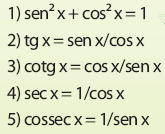 1) sen²x + cos²x = 1
2) tg x = sen x/cos x
3) cotg x = cos x/sen x
4) sec x = 1/cos x
5) cossec x = 1/sen x